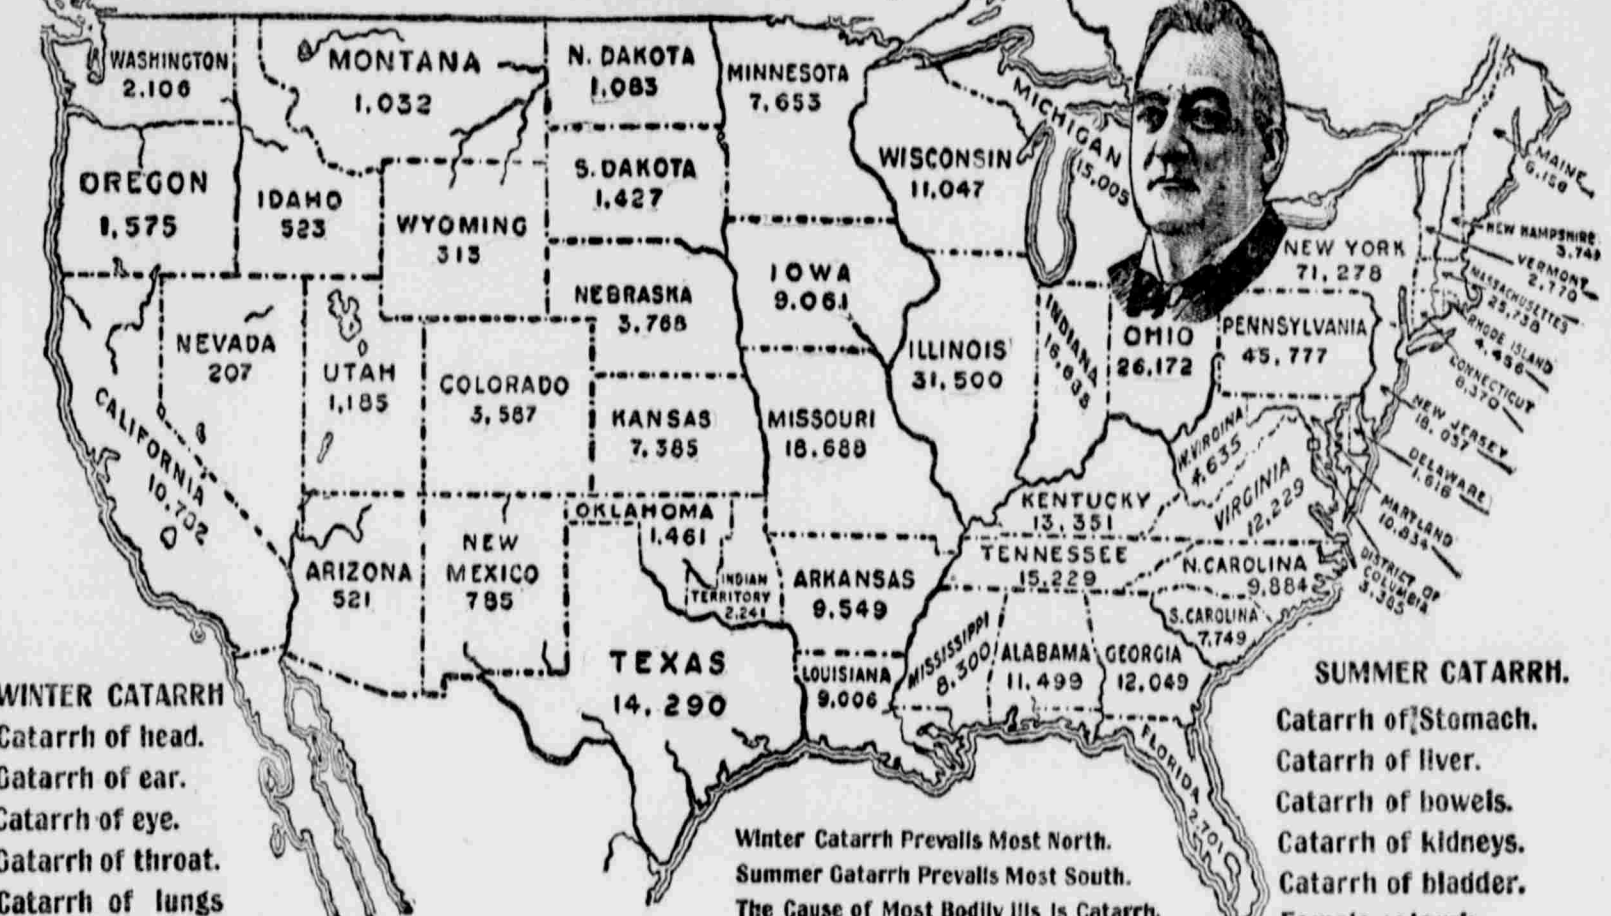 WASHINGTON
2.106
MONTANA
1,032
N. DAKOTA
1.083
MINNESOTA
7,653
MICHIGAN
15,005
WISCONSIN
11,047
S. DAKOTA
1.427
OREGON
1,575
IDAHO
523
WYOMING
313
MAINE
NEW HAMPSHIRE
VERMONT
2.770
MASSACHUSETTES
RHODE ISLAND
CONNECTICUT
NEW YORK
71,278
IOWA
9.061
NEBRASKA
3.768
NEVADA
207
UTAH
1,185
COLORADO
3,587
KANSAS
7.385
MISSOURI
18.688
ILLINOIS
31,500
INDIANA
OHIO
26,172
PENNSYLVANIA
45,777
NEW JERSEY
18.057
DELAWARE
1.616
MARYLAND
10.834
DISTRICT OF
COLUMBIA
CALIFORNIA
10.702
W. VIRGINA
4,635
VIRGINIA
12,229
KENTUCKY
13,351
TENNESSEE
15,229
N.CAROLINA
9,884
S.CAROLINA
7,749
OKLAHOMA
1,461
INDIAN
TERRITORY
2,241
ARKANSAS
9.549
ARIZONA
521
NEW
MEXICO
785
TEXAS
14,290
LOUISIANA
9,006
MISSISSIPPI
8,300
ALABAMA
11,499
GEORGIA
12,049
FLORIDA
2.701
WINTER CATARRH
Catarrh of head.
Catarrh of ear.
Catarrh of eye.
Catarrh of throat.
Catarrh of lungs
Winter Catarrh Prevails Most North.
Summer Catarrh Prevails Most South.
The Cause of Most Bodily Ills Is Catarrh.
SUMMER CATARRH.
Catarrh of Stomach.
Catarrh of liver.
Catarrh of bowels.
Catarrh of kidneys.
Catarrh of bladder.